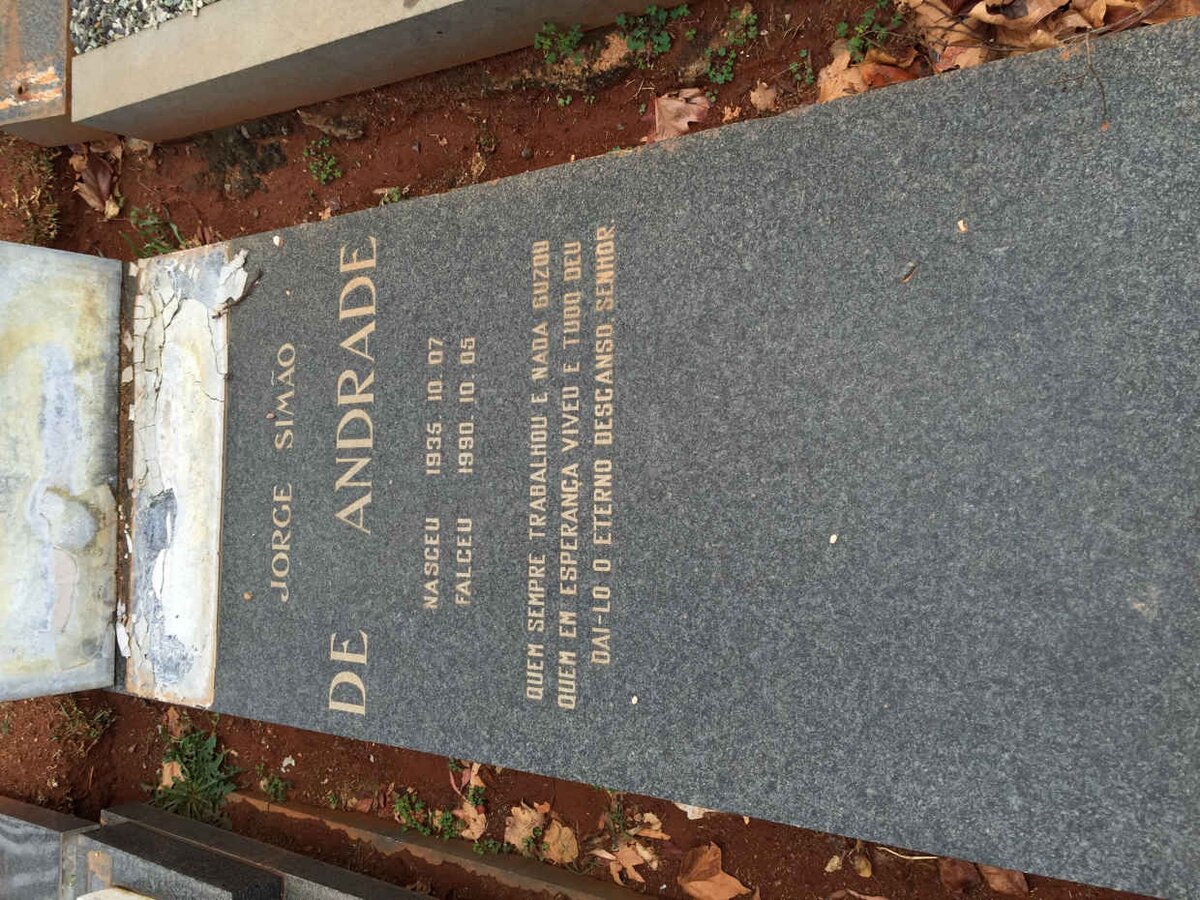 JORGE SIMÃO
DE ANDRADE
NASCEU 1935. 10. 07
FALCEU 1990. 10. 05
QUEM SEMPRE TRABALHOU E NADA GUZOU
QUEM EM ESPERANÇA VIVEU E TUDO DEU
DAI-LO O ETERNO DESCANSO SENHOR.